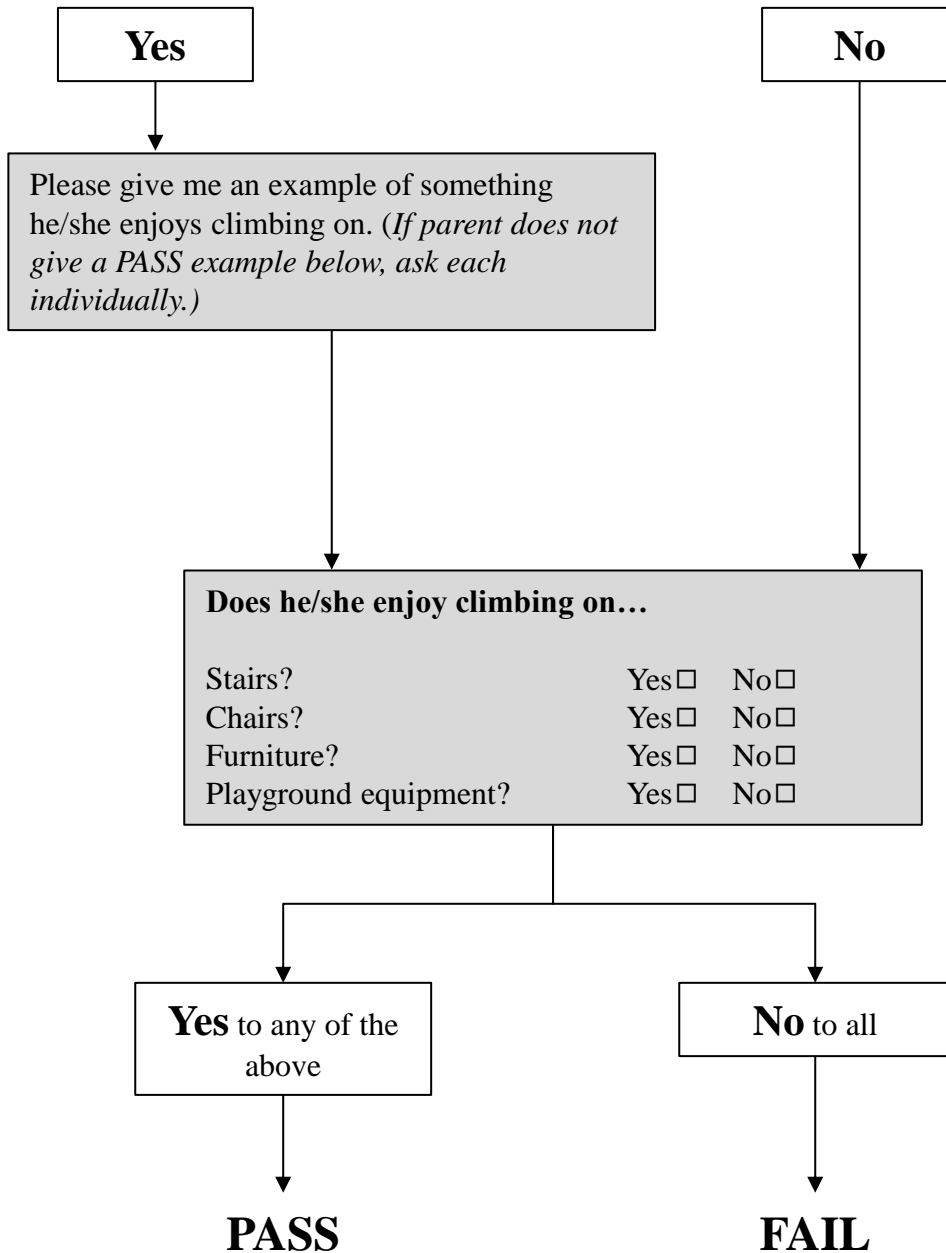 Yes
No
Please give me an example of something
he/she enjoys climbing on. (If parent does not
give a PASS example below, ask each
individually.)
Does he/she enjoy climbing on…
Stairs? Yes□ No□
Chairs? Yes□ No□
Furniture? Yes□ No□
Playground equipment? Yes□ No□
Yes to any of the
above
No to all
PASS
FAIL